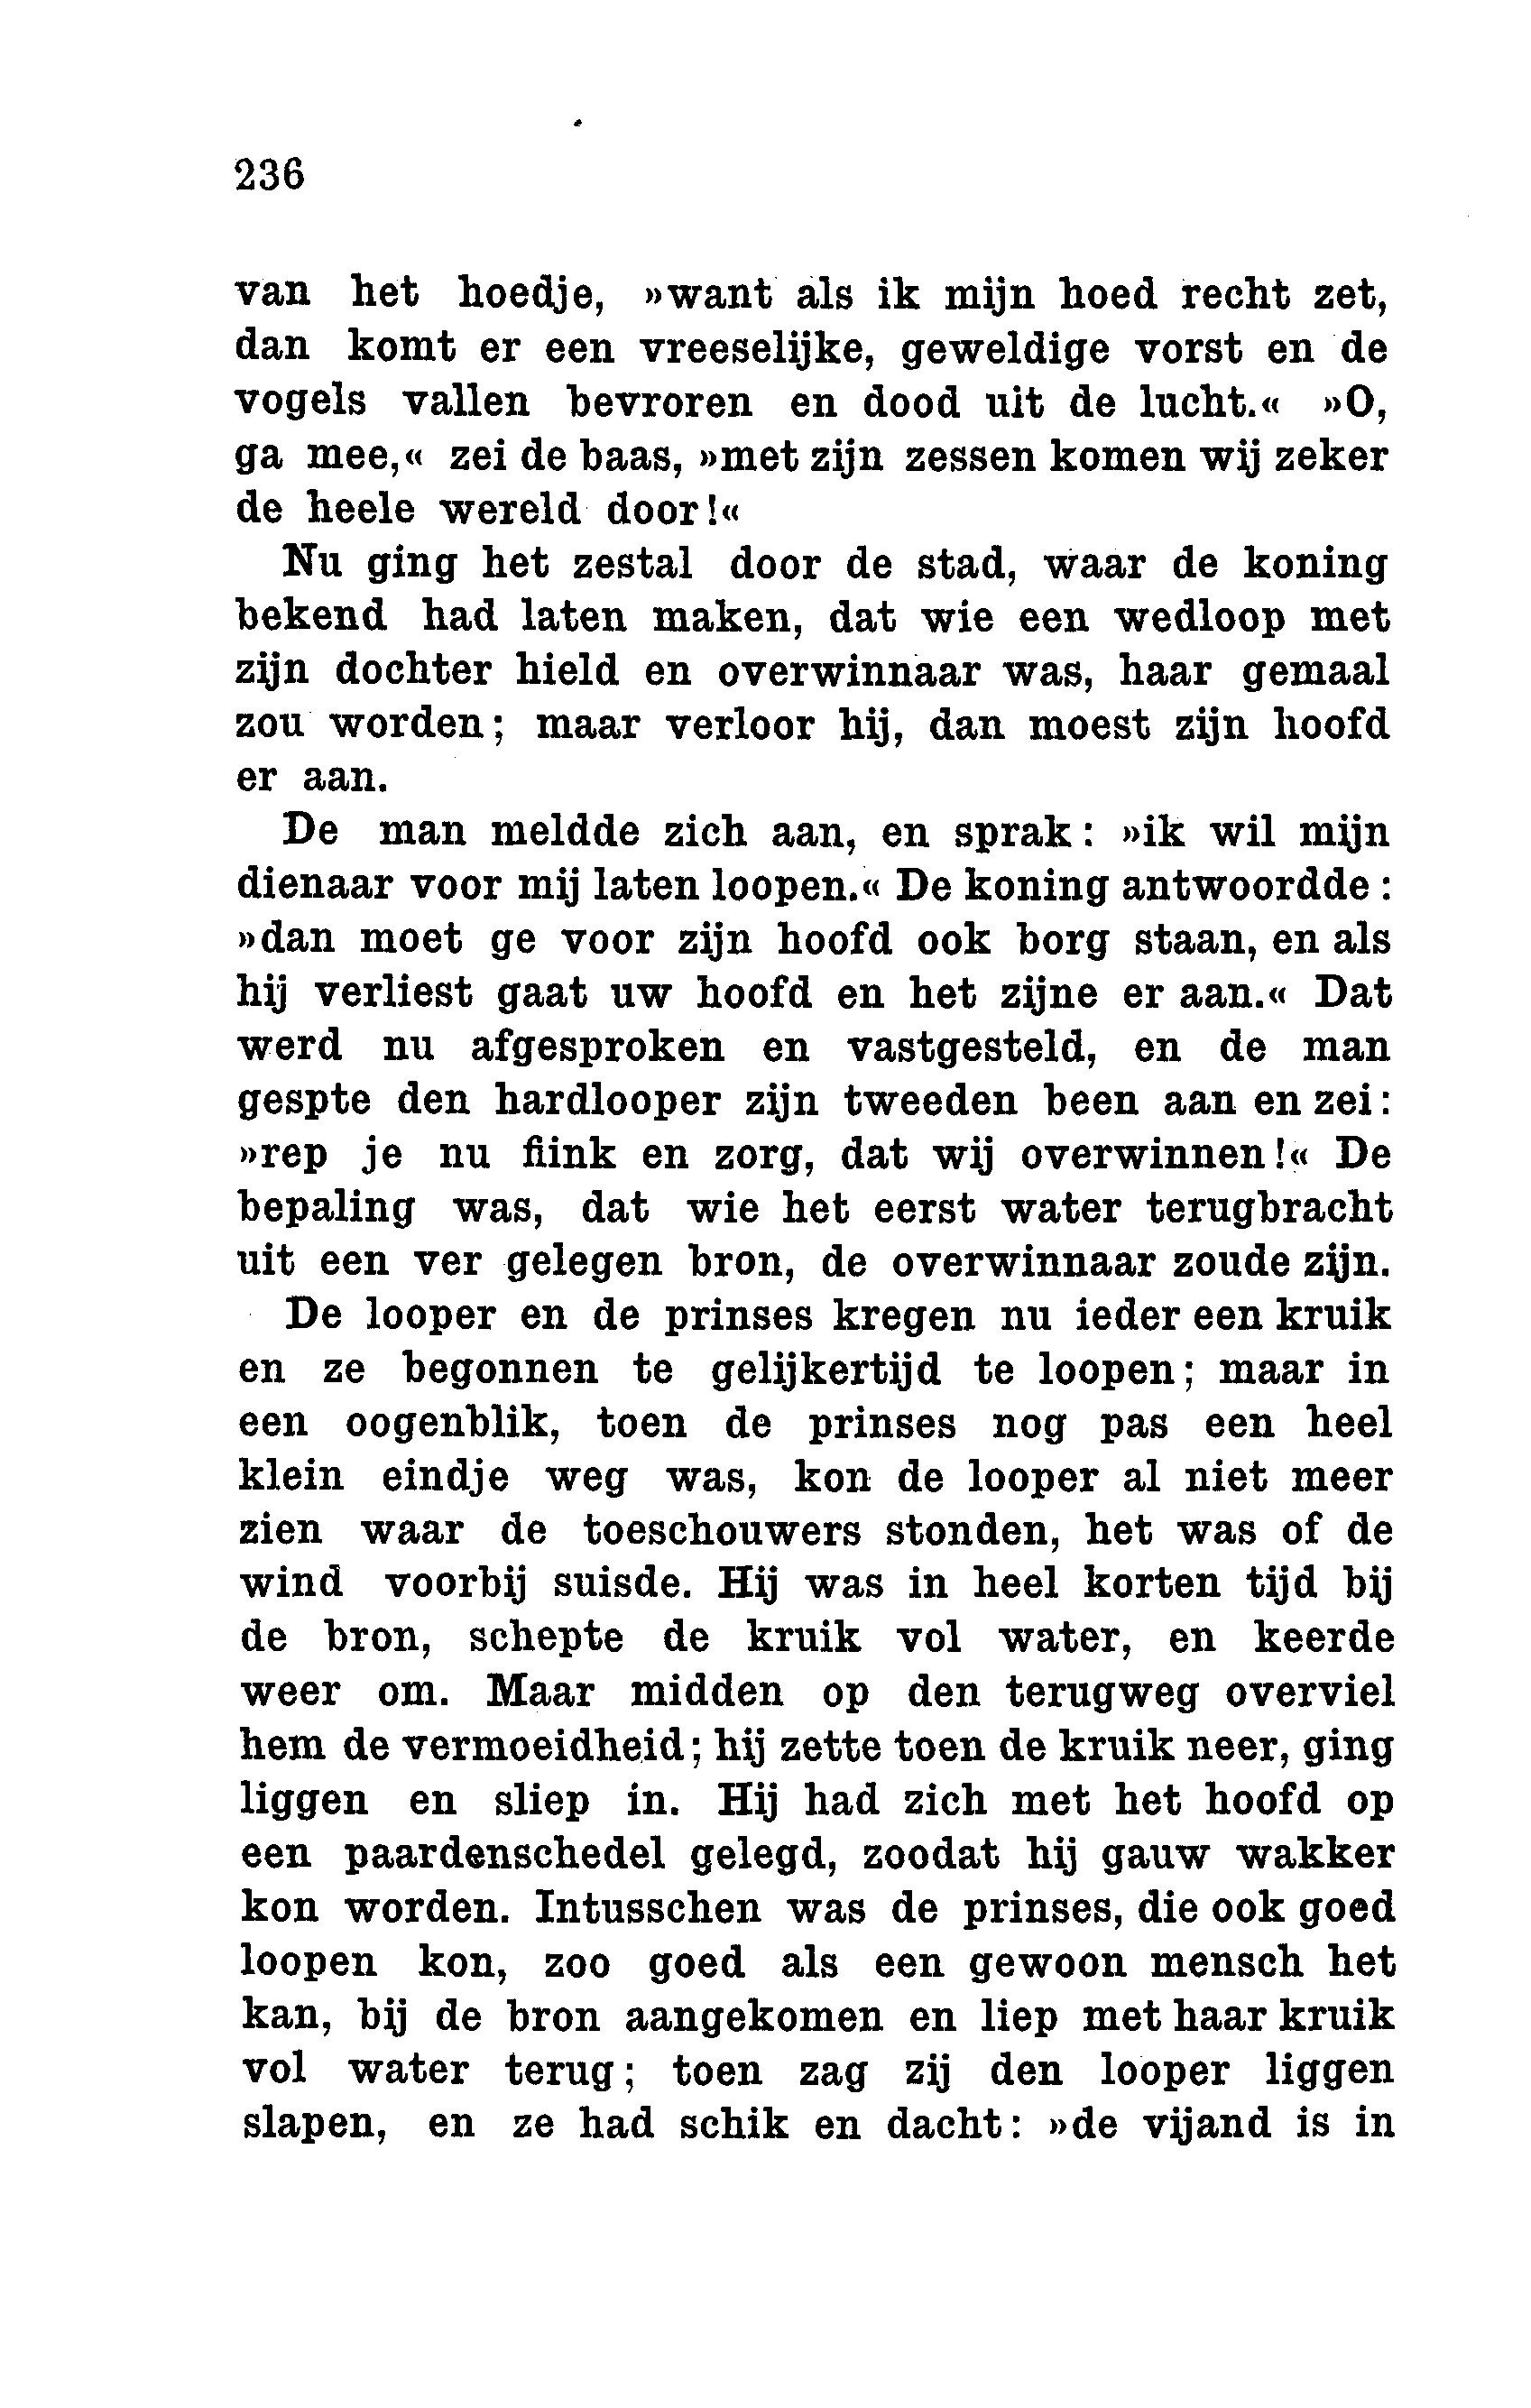 236
van het hoedje, »want als ik mijn hoed recht zet,
dan komt er een vreeselijke, geweldige vorst en de
vogels vallen bevroren en dood uit de lucht.« »O,
ga mee,« zei de baas, »met zijn zessen komen wij zeker
de heele wereld door!«
Nu ging het zestal door de stad, waar de koning
bekend had laten maken, dat wie een wedloop met
zijn dochter hield en overwinnaar was, haar gemaal
zou worden; maar verloor hij, dan moest zijn hoofd
er aan.
De man meldde zich aan, en sprak: »ik wil mijn
dienaar voor mij laten loopen.« De koning antwoordde:
»dan moet ge voor zijn hoofd ook borg staan, en als
hij verliest gaat uw hoofd en het zijne er aan.« Dat
werd nu afgesproken en vastgesteld, en de man
gespte den hardlooper zijn tweeden been aan en zei:
»rep je nu flink en zorg, dat wij overwinnen!« De
bepaling was, dat wie het eerst water terugbracht
uit een ver gelegen bron, de overwinnaar zoude zijn.
De looper en de prinses kregen nu ieder een kruik
en ze begonnen te gelijkertijd te loopen; maar in
een oogenblik, toen de prinses nog pas een heel
klein eindje weg was, kon de looper al niet meer
zien waar de toeschouwers stonden, het was of de
wind voorbij suisde. Hij was in heel korten tijd bij
de bron, schepte de kruik vol water, en keerde
weer om. Maar midden op den terugweg overviel
hem de vermoeidheid; hij zette toen de kruik neer, ging
liggen en sliep in. Hij had zich met het hoofd op
een paardenschedel gelegd, zoodat hij gauw wakker
kon worden. Intusschen was de prinses, die ook goed
loopen kon, zoo goed als een gewoon mensch het
kan, bij de bron aangekomen en liep met haar kruik
vol water terug; toen zag zij den looper liggen
slapen, en ze had schik en dacht: »de vijand is in